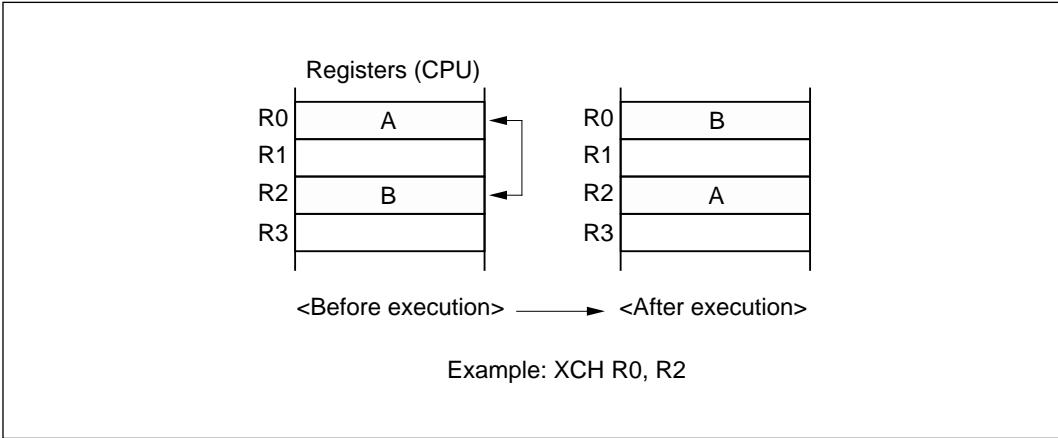 Registers (CPU)
R0 A R0 B
R1 R1
R2 B R2 A
R3 R3
<Before execution> <After execution>
Example: XCH R0, R2